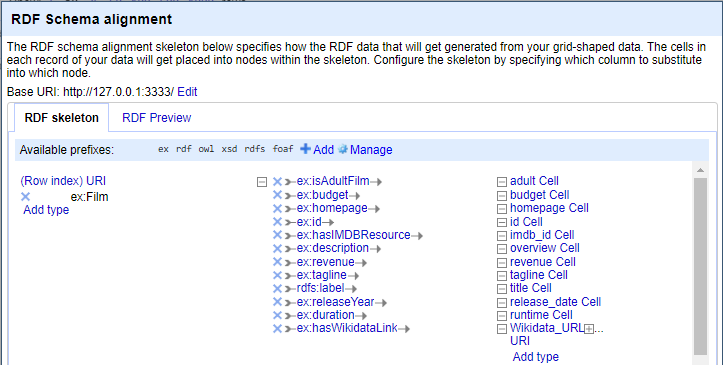 RDF Schema alignment
The RDF schema alignment skeleton below specifies how the RDF data that will get generated from your grid-shaped data. The cells in
each record of your data will get placed into nodes within the skeleton. Configure the skeleton by specifying which column to substitute
into which node.
Base URI: http://127.0.0.1:3333/ Edit
RDF skeleton RDF Preview
Available prefixes: ex rdf owl xsd rdfs foaf Add Manage
(Row index) URI ex:isAdultFilm adult Cell
ex:Film ex:budget budget Cell
Add type ex:homepage homepage Cell
ex:id id Cell
ex:hasIMDBResource imdb_id Cell
ex:description overview Cell
ex:revenue revenue Cell
ex:tagline tagline Cell
rdfs:label title Cell
ex:releaseYear release_date Cell
ex:duration runtime Cell
ex:hasWikidataLink Wikidata_URL ...
URI
Add type